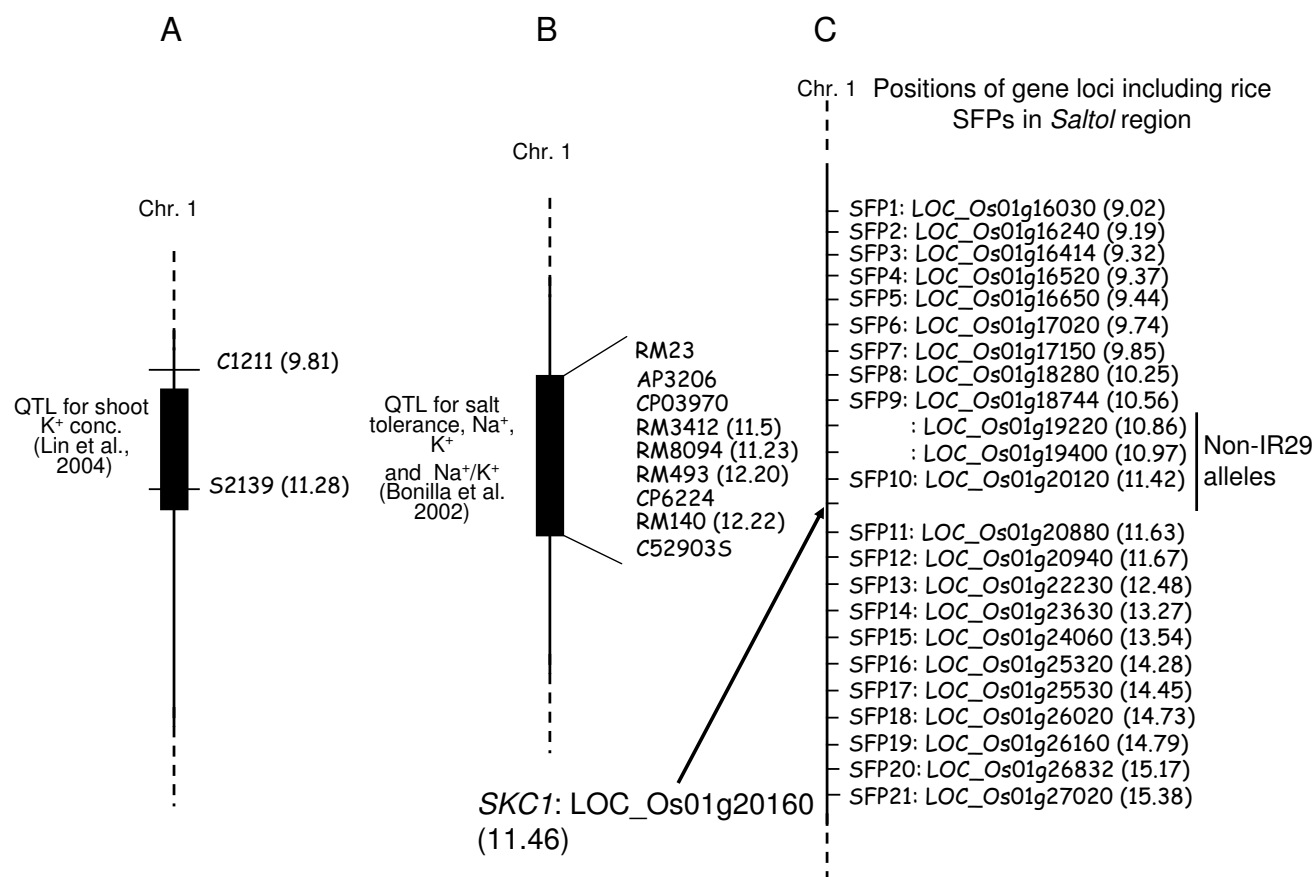 A
B
C
Chr. 1
Positions of gene loci including rice
SFPs in Saltol region
Chr. 1
Chr. 1
C1211 (9.81)
QTL for shoot
K⁺ conc.
(Lin et al.,
2004)
S2139 (11.28)
QTL for salt
tolerance, Na⁺,
K⁺
and Na⁺/K⁺
(Bonilla et al.
2002)
RM23
AP3206
CP03970
RM3412 (11.5)
RM8094 (11.23)
RM493 (12.20)
CP6224
RM140 (12.22)
C52903S
SFP1: LOC_Os01g16030 (9.02)
SFP2: LOC_Os01g16240 (9.19)
SFP3: LOC_Os01g16414 (9.32)
SFP4: LOC_Os01g16520 (9.37)
SFP5: LOC_Os01g16650 (9.44)
SFP6: LOC_Os01g17020 (9.74)
SFP7: LOC_Os01g17150 (9.85)
SFP8: LOC_Os01g18280 (10.25)
SFP9: LOC_Os01g18744 (10.56)
: LOC_Os01g19220 (10.86)
: LOC_Os01g19400 (10.97)
SFP10: LOC_Os01g20120 (11.42)
Non-IR29
alleles
SFP11: LOC_Os01g20880 (11.63)
SFP12: LOC_Os01g20940 (11.67)
SFP13: LOC_Os01g22230 (12.48)
SFP14: LOC_Os01g23630 (13.27)
SFP15: LOC_Os01g24060 (13.54)
SFP16: LOC_Os01g25320 (14.28)
SFP17: LOC_Os01g25530 (14.45)
SFP18: LOC_Os01g26020 (14.73)
SFP19: LOC_Os01g26160 (14.79)
SFP20: LOC_Os01g26832 (15.17)
SFP21: LOC_Os01g27020 (15.38)
SKC1: LOC_Os01g20160
(11.46)